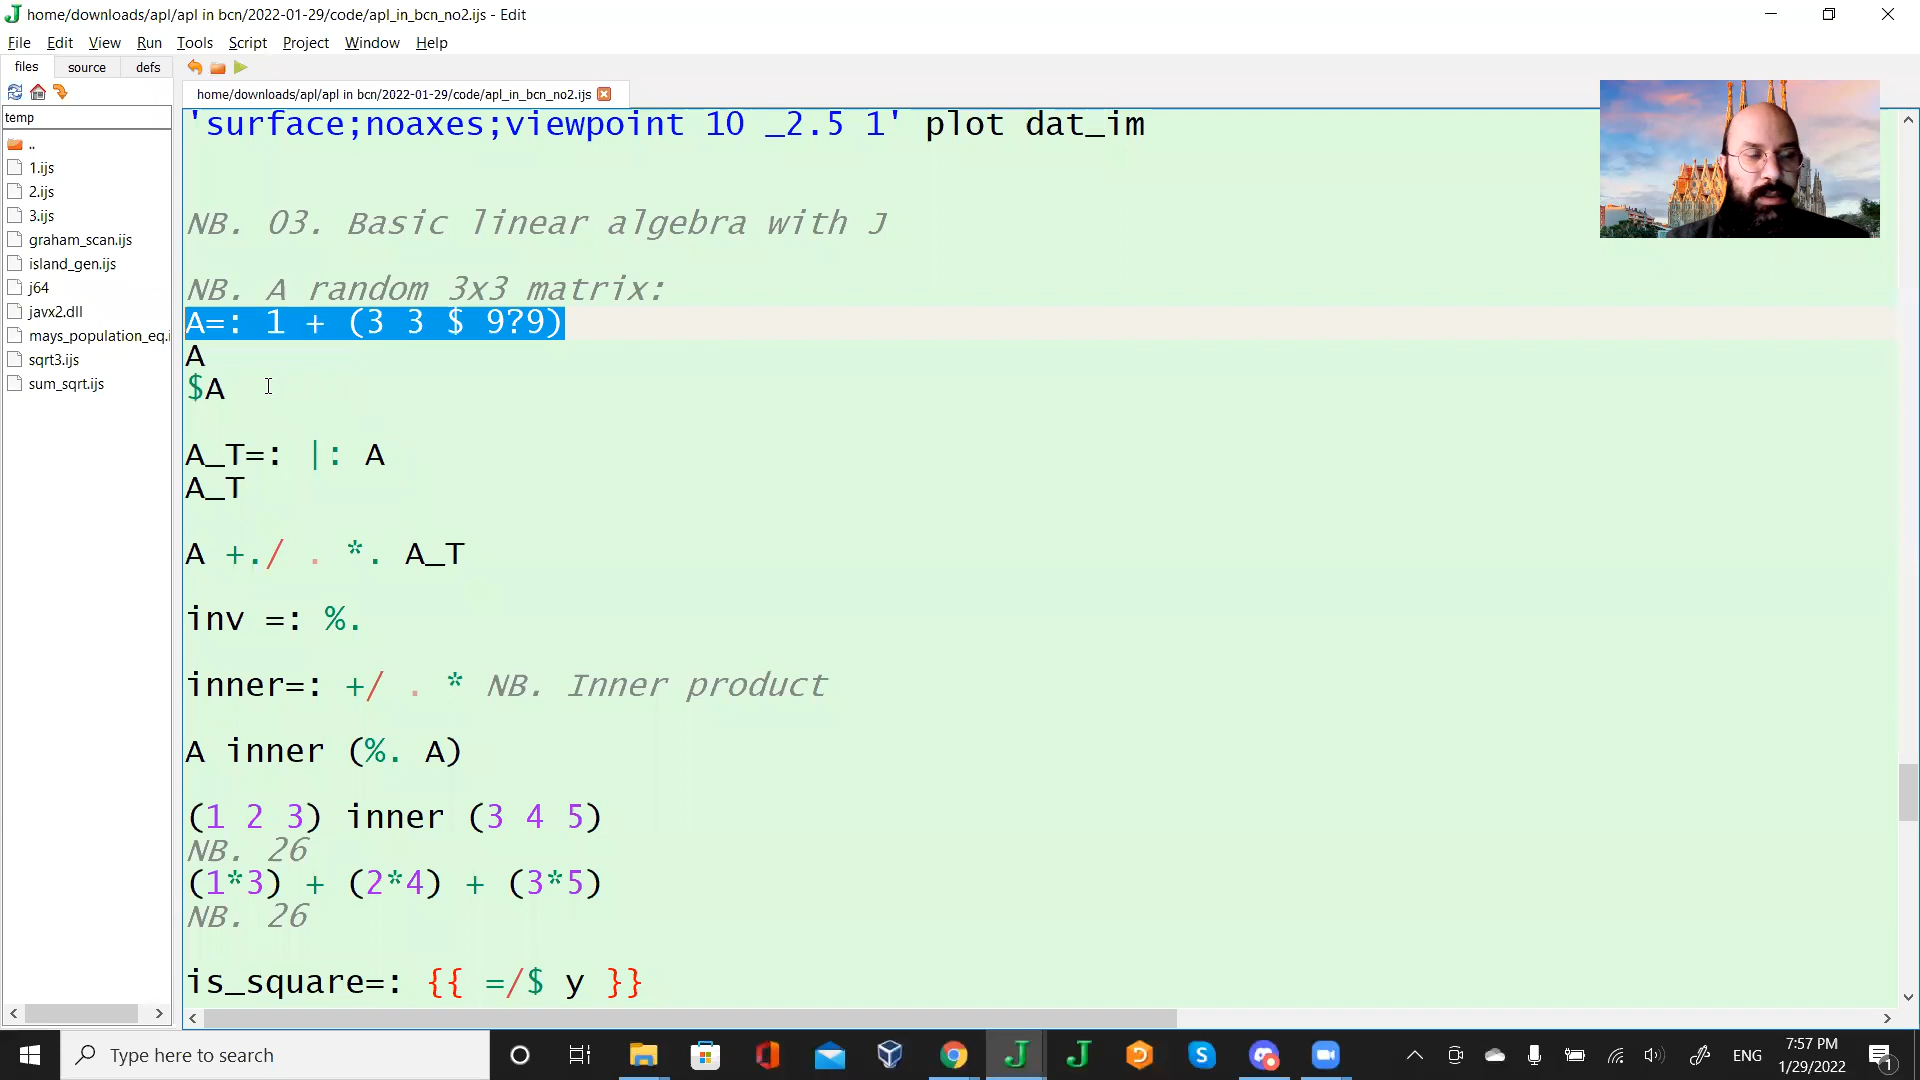 home/downloads/apl/apl in bcn/2022-01-29/code/apl_in_bcn_no2.ijs - Edit
File Edit View Run Tools Script Project Window Help
files source defs
temp
..
1.ijs
2.ijs
3.ijs
graham_scan.ijs
island_gen.ijs
j64
javx2.dll
mays_population_eq.i
sqrt3.ijs
sum_sqrt.ijs
home/downloads/apl/apl in bcn/2022-01-29/code/apl_in_bcn_no2.ijs
'surface;noaxes;viewpoint 10 _2.5 1' plot dat_im
NB. 03. Basic linear algebra with J
NB. A random 3x3 matrix:
A=: 1 + (3 3 $ 9?9)
A
$A
A_T=: |: A
A_T
A +./ . *. A_T
inv =: %.
inner=: +/ . * NB. Inner product
A inner (%. A)
(1 2 3) inner (3 4 5)
NB. 26
(1*3) + (2*4) + (3*5)
NB. 26
is_square=: {{ =/$ y }}
Type here to search
ENG
7:57 PM
1/29/2022
1